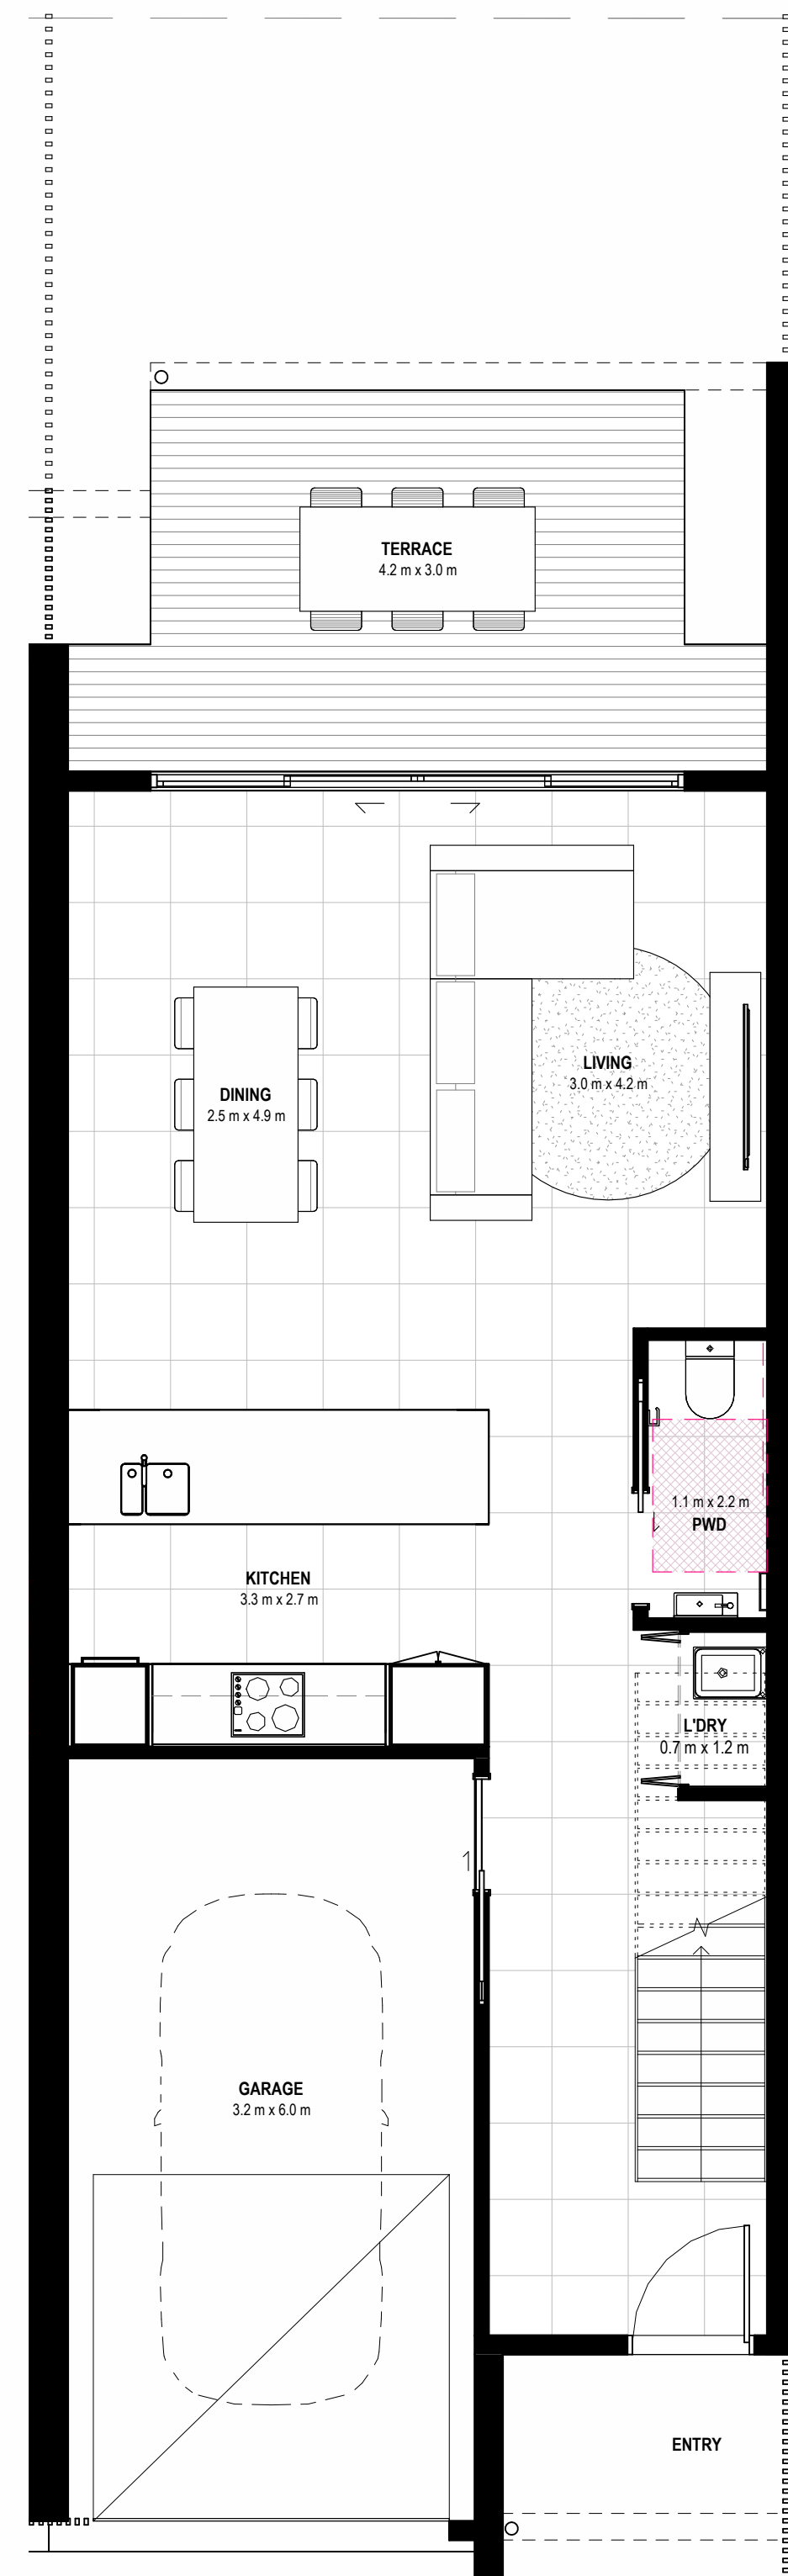 TERRACE
4.2 m x 3.0 m
LIVING
3.0 m x 4.2 m
DINING
2.5 m x 4.9 m
1.1 m x 2.2 m
PWD
KITCHEN
3.3 m x 2.7 m
L'DRY
0.7 m x 1.2 m
GARAGE
3.2 m x 6.0 m
ENTRY